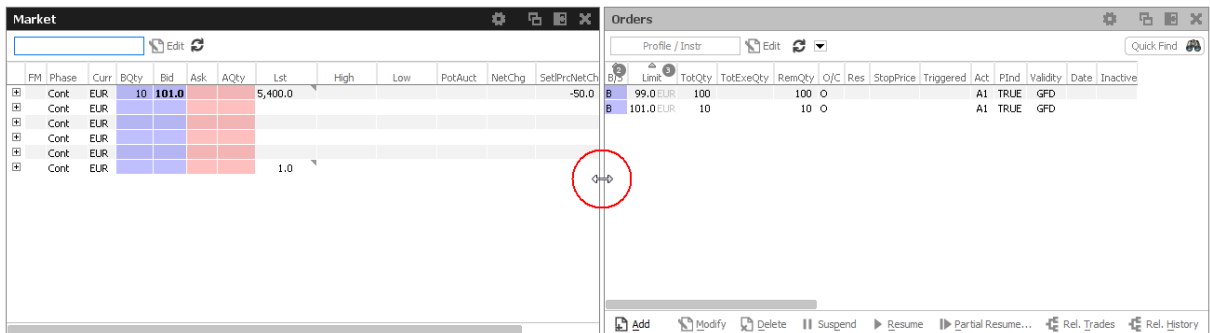 Market
Edit
FM Phase Curr BQty Bid Ask AQty Lst High Low PotAuct NetChg SetlPrcNetCh
Cont EUR 10 101.0 5,400.0 -50.0
Cont EUR
Cont EUR
Cont EUR
Cont EUR
Cont EUR 1.0
Orders
Profile / Instr Edit Quick Find
B/S 2 Limit 3 TotQty TotExeQty RemQty O/C Res StopPrice Triggered Act PInd Validity Date Inactive
B 99.0 EUR 100 100 O A1 TRUE GFD
B 101.0 EUR 10 10 O A1 TRUE GFD
Add Modify Delete Suspend Resume Partial Resume... Rel. Trades Rel. History